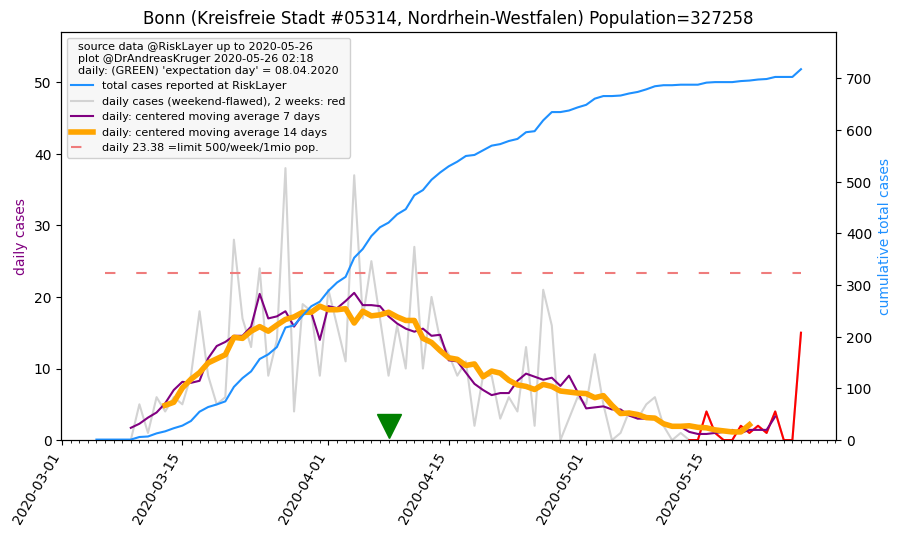 Bonn (Kreisfreie Stadt #05314, Nordrhein-Westfalen) Population=327258
source data @RiskLayer up to 2020-05-26
plot @DrAndreasKruger 2020-05-26 02:18
daily: (GREEN) 'expectation day' = 08.04.2020
total cases reported at RiskLayer
daily cases (weekend-flawed), 2 weeks: red
daily: centered moving average 7 days
daily: centered moving average 14 days
daily 23.38 =limit 500/week/1mio pop.
daily cases
50
40
30
20
10
0
cumulative total cases
700
600
500
400
300
200
100
0
2020-03-01
2020-03-15
2020-04-01
2020-04-15
2020-05-01
2020-05-15